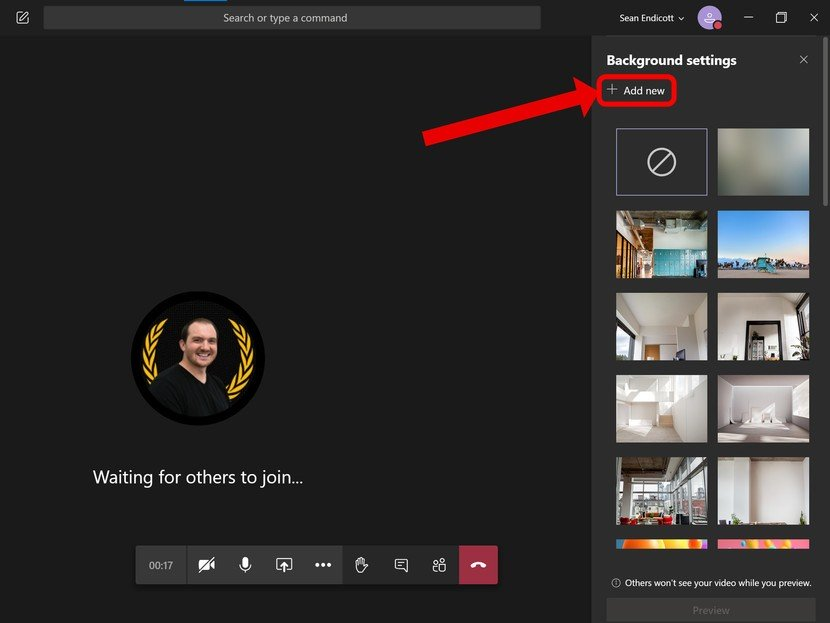 Search or type a command
Sean Endicott
Background settings
Add new
Waiting for others to join...
00:17
Others won't see your video while you preview.
Preview